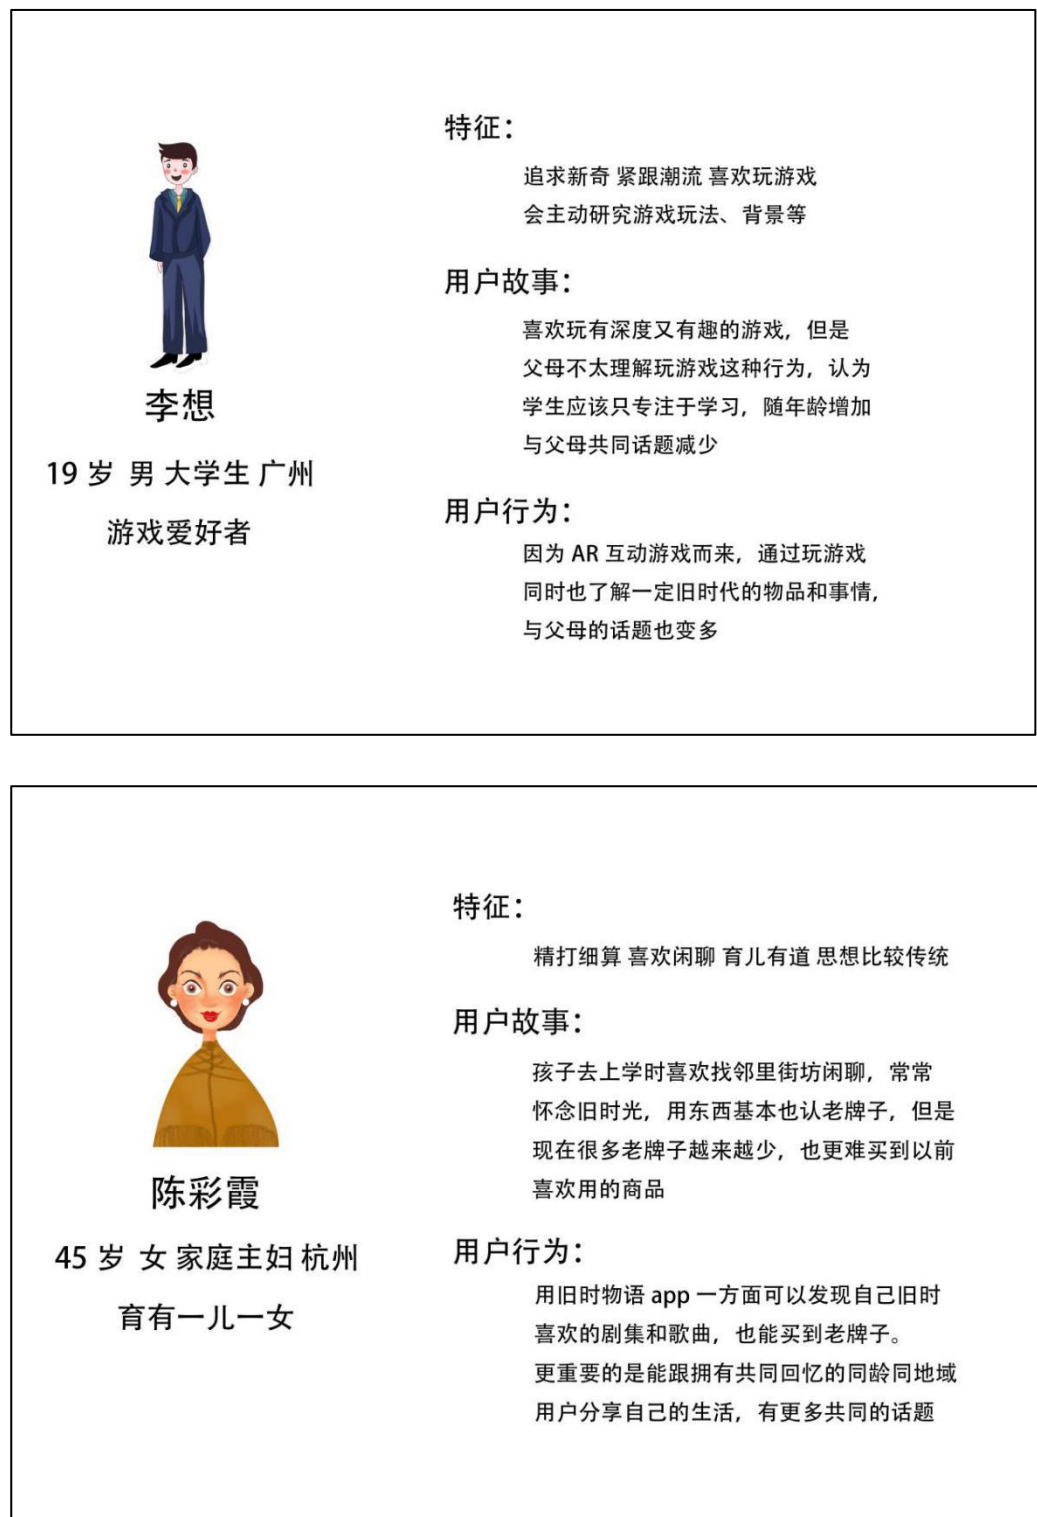 李想
19 岁 男 大学生 广州
游戏爱好者
特征：
追求新奇 紧跟潮流 喜欢玩游戏
会主动研究游戏玩法、背景等
用户故事：
喜欢玩有深度又有趣的游戏，但是
父母不太理解玩游戏这种行为，认为
学生应该只专注于学习，随年龄增加
与父母共同话题减少
用户行为：
因为 AR 互动游戏而来，通过玩游戏
同时也了解一定旧时代的物品和事情，
与父母的话题也变多
陈彩霞
45 岁 女 家庭主妇 杭州
育有一儿一女
特征：
精打细算 喜欢闲聊 育儿有道 思想比较传统
用户故事：
孩子去上学时喜欢找邻里街坊闲聊，常常
怀念旧时光，用东西基本也认老牌子，但是
现在很多老牌子越来越少，也更难买到以前
喜欢用的商品
用户行为：
用旧时物语 app 一方面可以发现自己旧时
喜欢的剧集和歌曲，也能买到老牌子。
更重要的是能跟拥有共同回忆的同龄同地域
用户分享自己的生活，有更多共同的话题